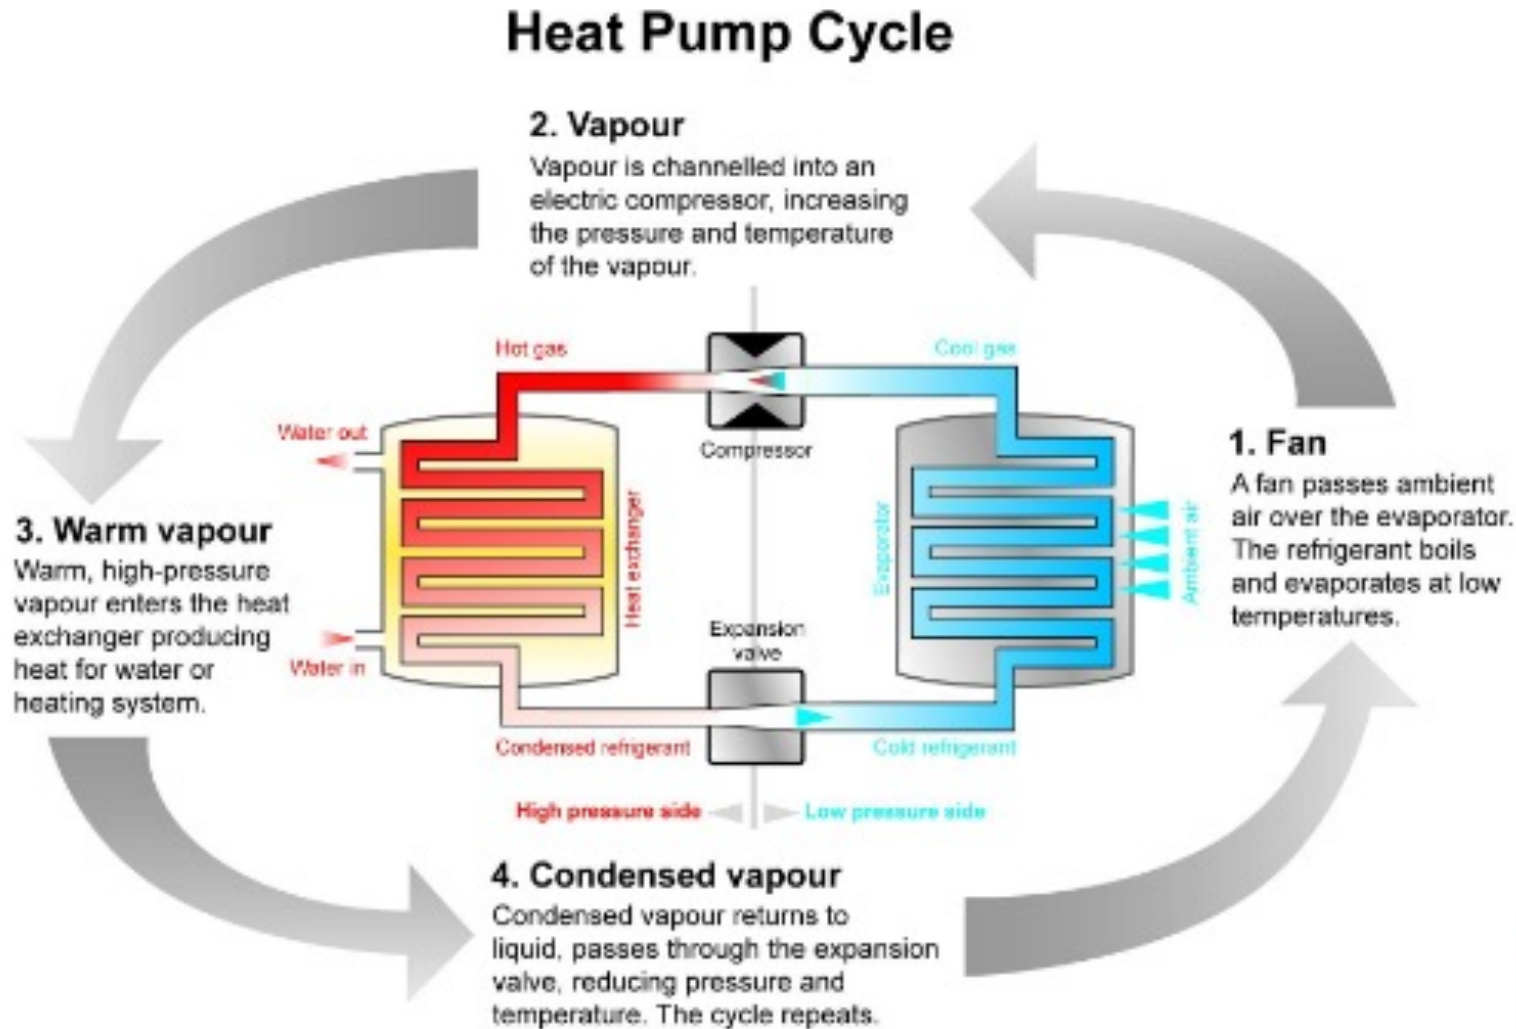 Heat Pump Cycle
2. Vapour
Vapour is channelled into an
electric compressor, increasing
the pressure and temperature
of the vapour.
Hot gas
Cool gas
Compressor
Water out
Heat exchanger
Water in
Evaporator
Ambient air
1. Fan
A fan passes ambient
air over the evaporator.
The refrigerant boils
and evaporates at low
temperatures.
3. Warm vapour
Warm, high-pressure
vapour enters the heat
exchanger producing
heat for water or
heating system.
Expansion
valve
Condensed refrigerant
Cold refrigerant
High pressure side
Low pressure side
4. Condensed vapour
Condensed vapour returns to
liquid, passes through the expansion
valve, reducing pressure and
temperature. The cycle repeats.